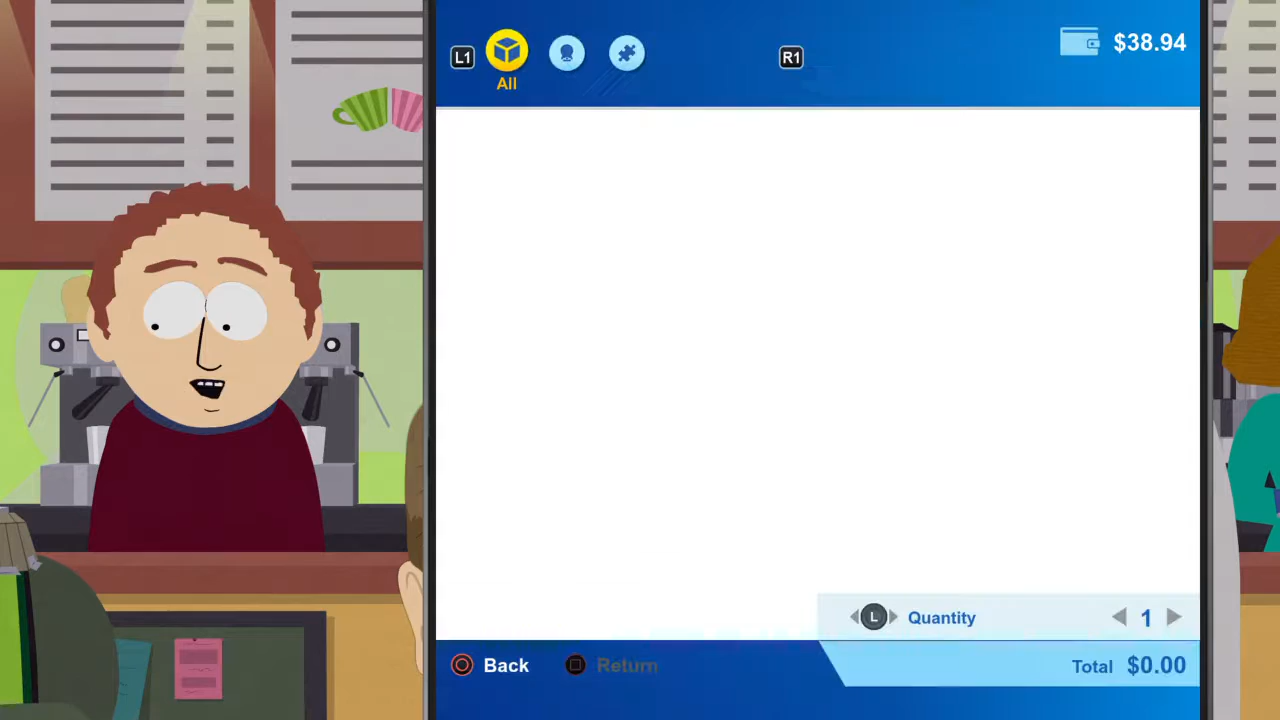 L1
All
R1
$38.94
L
Quantity
1
Back
Return
Total $0.00